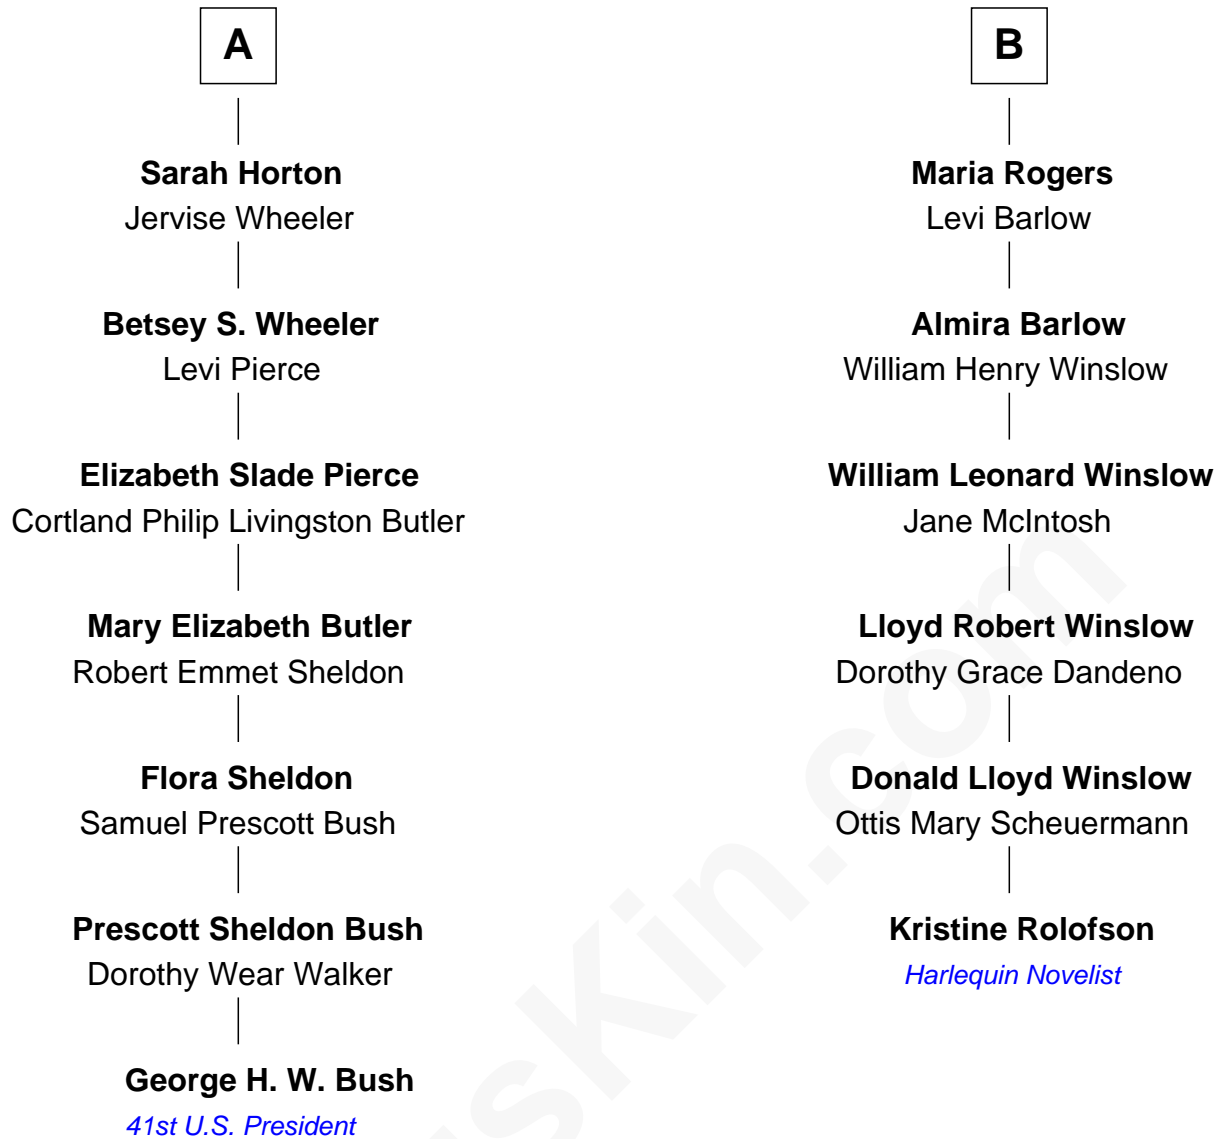 A
Sarah Horton
Jervise Wheeler
Betsey S. Wheeler
Levi Pierce
Elizabeth Slade Pierce
Cortland Philip Livingston Butler
Mary Elizabeth Butler
Robert Emmet Sheldon
Flora Sheldon
Samuel Prescott Bush
Prescott Sheldon Bush
Dorothy Wear Walker
George H. W. Bush
41st U.S. President
B
Maria Rogers
Levi Barlow
Almira Barlow
William Henry Winslow
William Leonard Winslow
Jane McIntosh
Lloyd Robert Winslow
Dorothy Grace Dandeno
Donald Lloyd Winslow
Ottis Mary Scheuermann
Kristine Rolofson
Harlequin Novelist
sKin.com